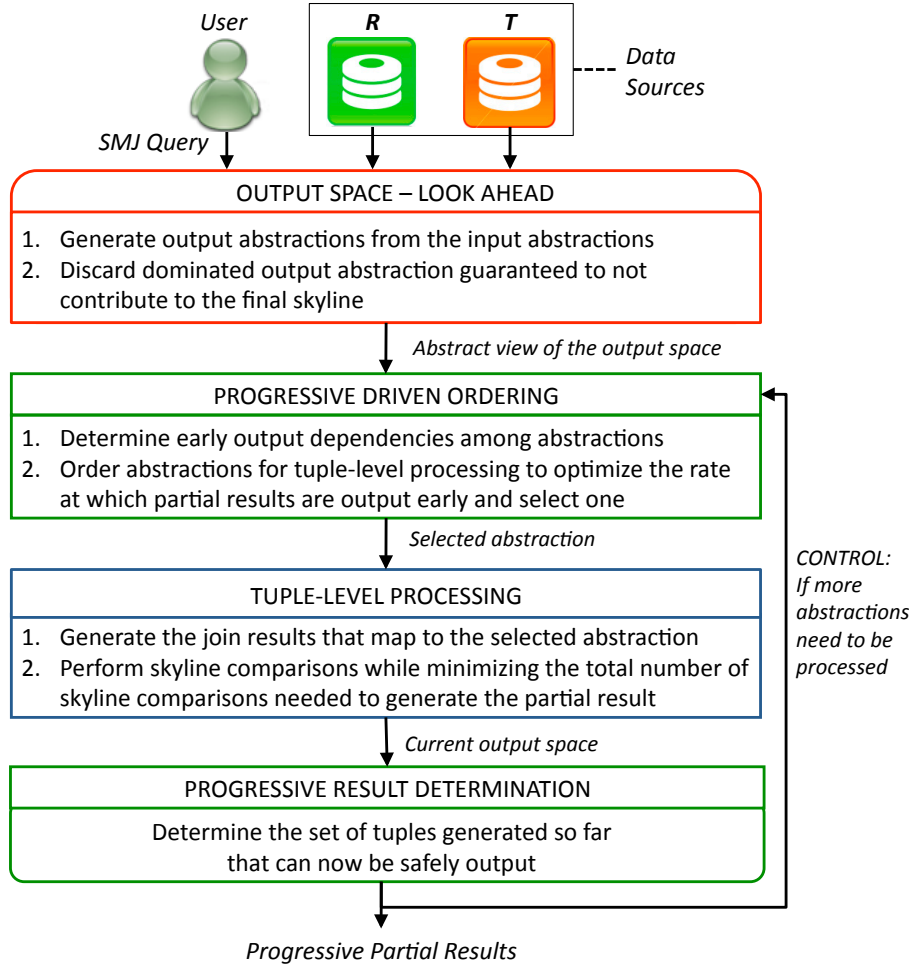 User
R
T
Data
Sources
SMJ Query
OUTPUT SPACE – LOOK AHEAD
1. Generate output abstractions from the input abstractions
2. Discard dominated output abstraction guaranteed to not
contribute to the final skyline
Abstract view of the output space
PROGRESSIVE DRIVEN ORDERING
1. Determine early output dependencies among abstractions
2. Order abstractions for tuple-level processing to optimize the rate
at which partial results are output early and select one
Selected abstraction
CONTROL:
If more
abstractions
need to be
processed
TUPLE-LEVEL PROCESSING
1. Generate the join results that map to the selected abstraction
2. Perform skyline comparisons while minimizing the total number of
skyline comparisons needed to generate the partial result
Current output space
PROGRESSIVE RESULT DETERMINATION
Determine the set of tuples generated so far
that can now be safely output
Progressive Partial Results